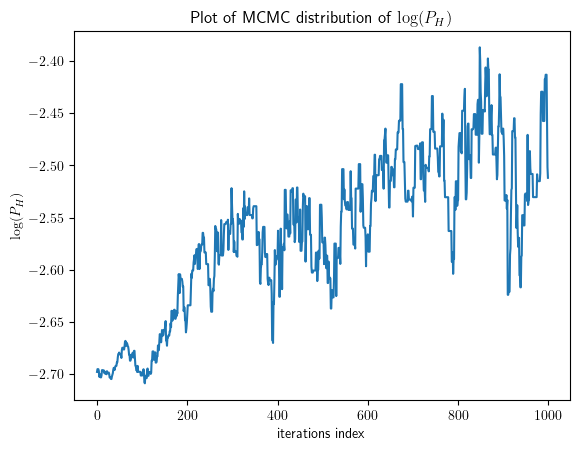 Plot of MCMC distribution of log(P_H)
log(P_H)
−2.40
−2.45
−2.50
−2.55
−2.60
−2.65
−2.70
0 200 400 600 800 1000
iterations index